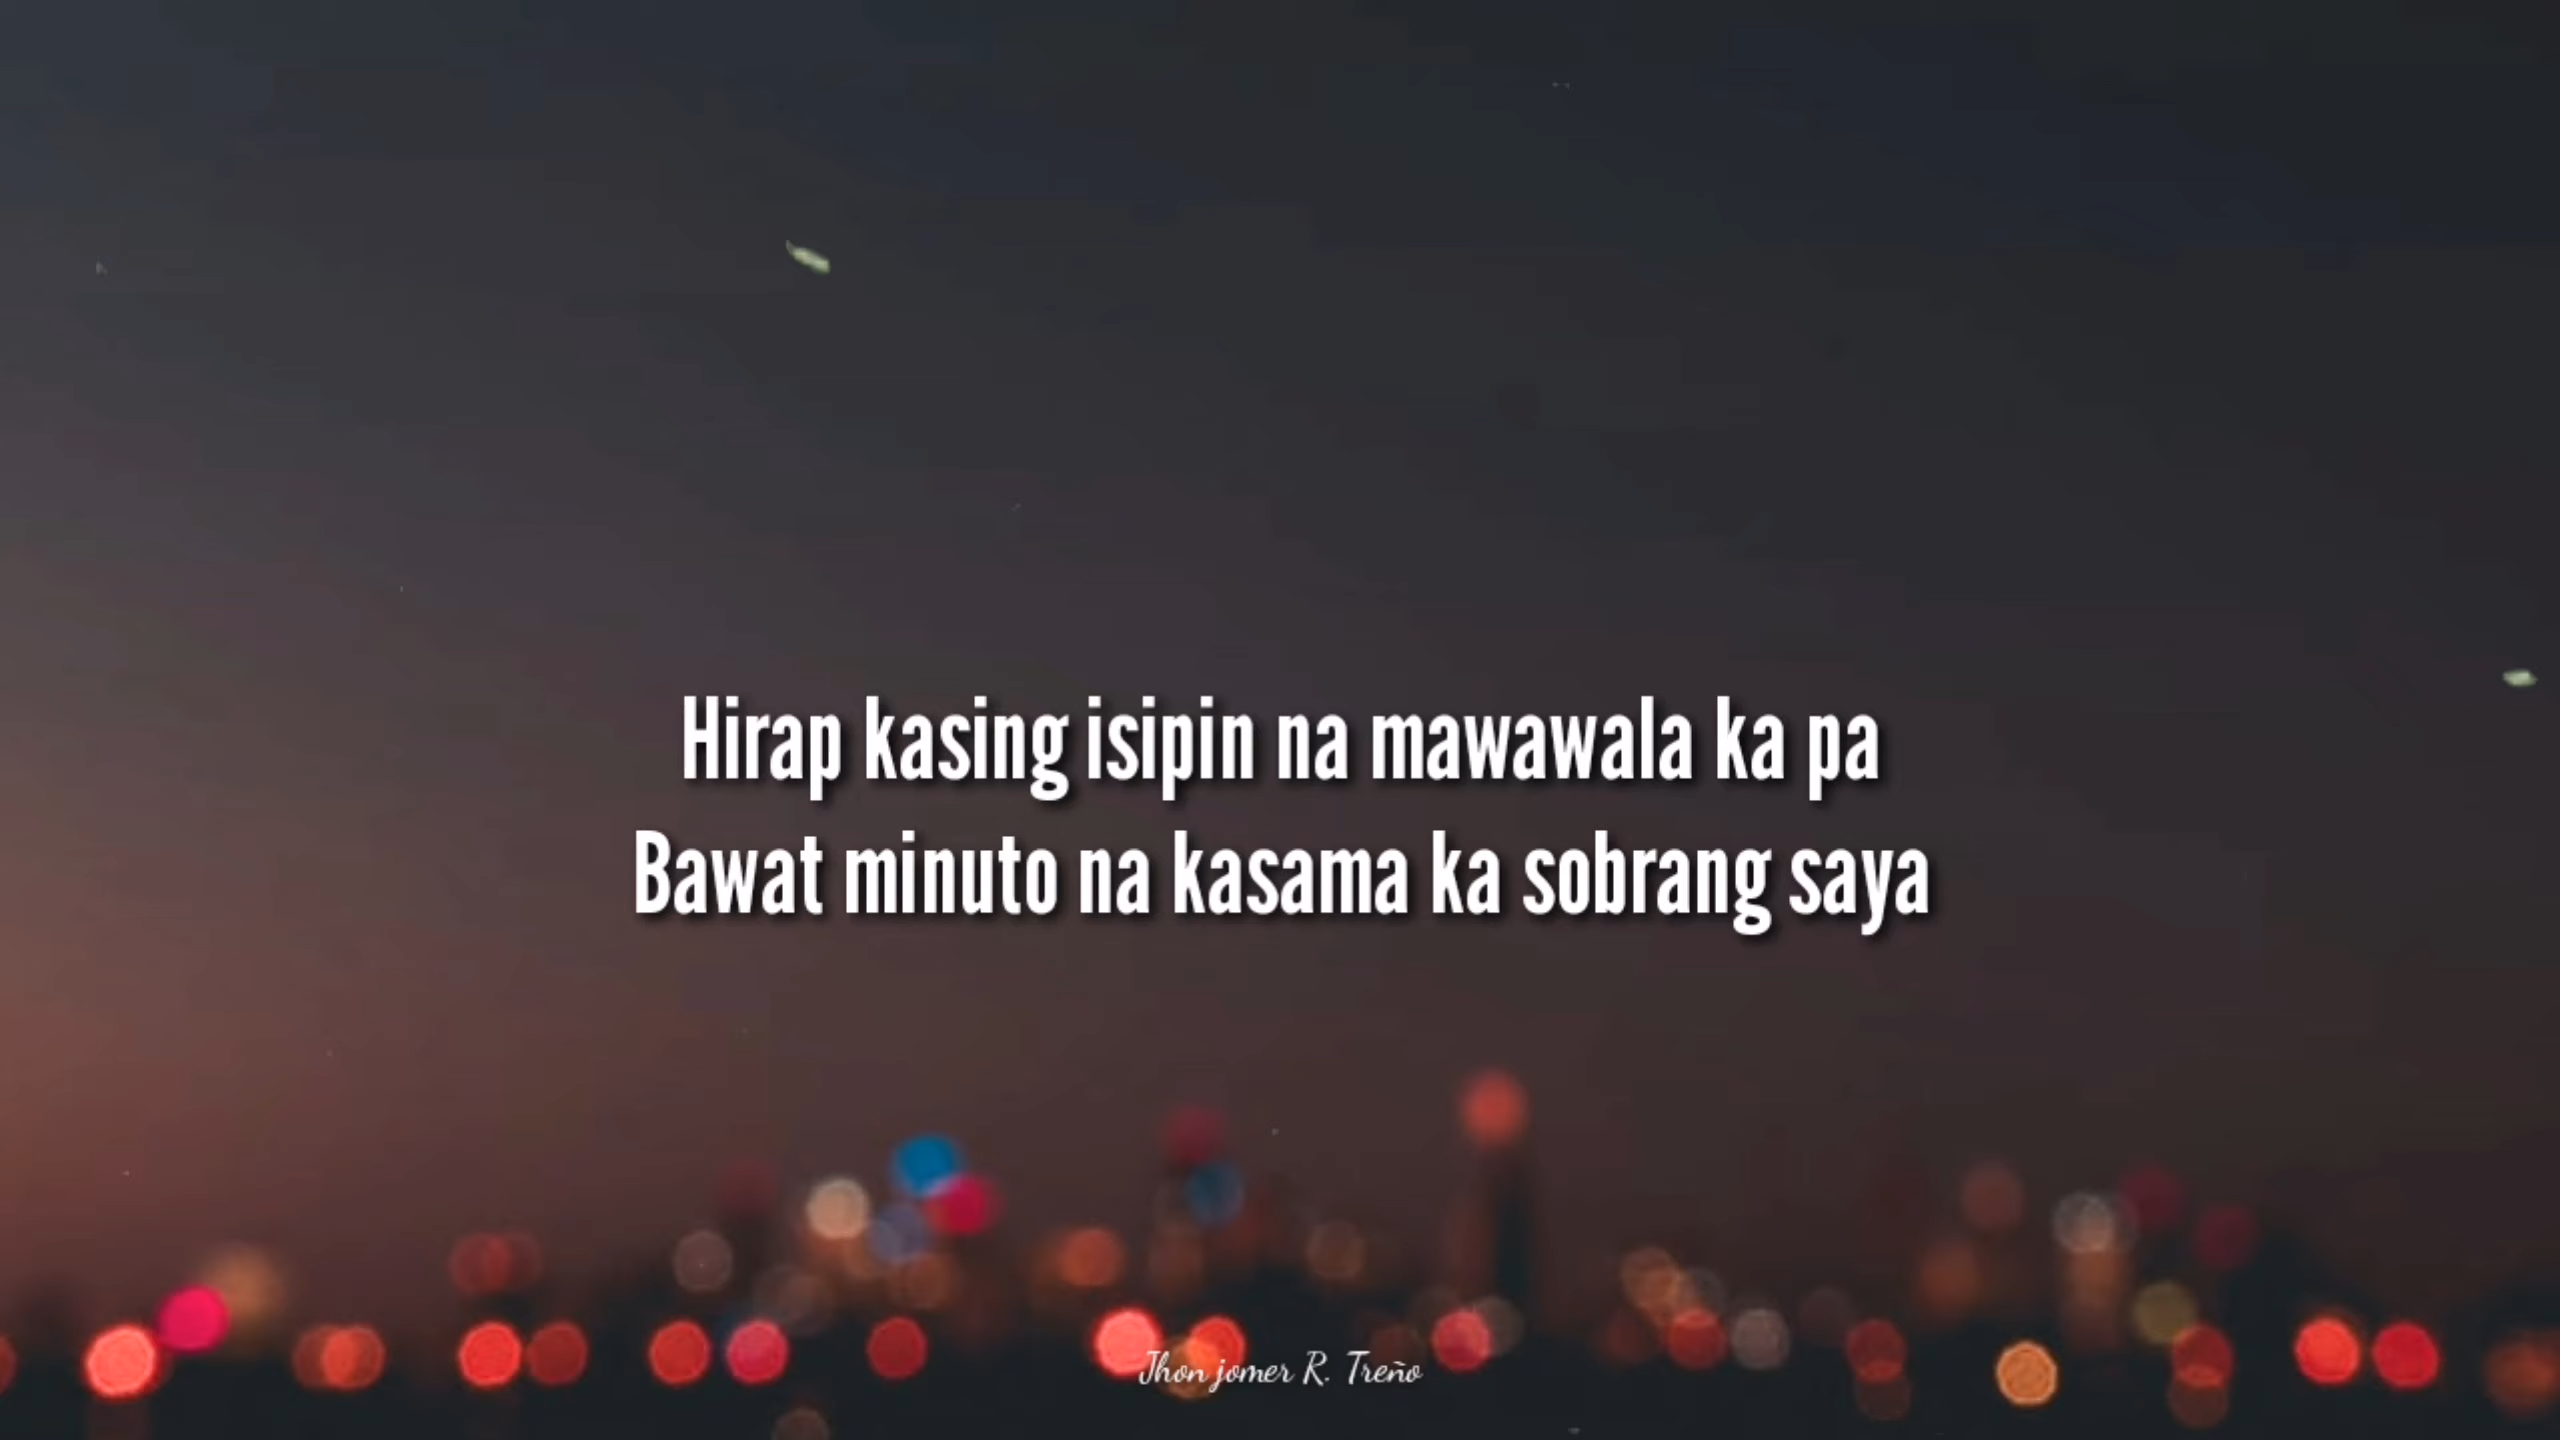 Hirap kasing isipin na mawawala ka pa
Bawat minuto na kasama ka sobrang saya
Jhon jomer R. Treño